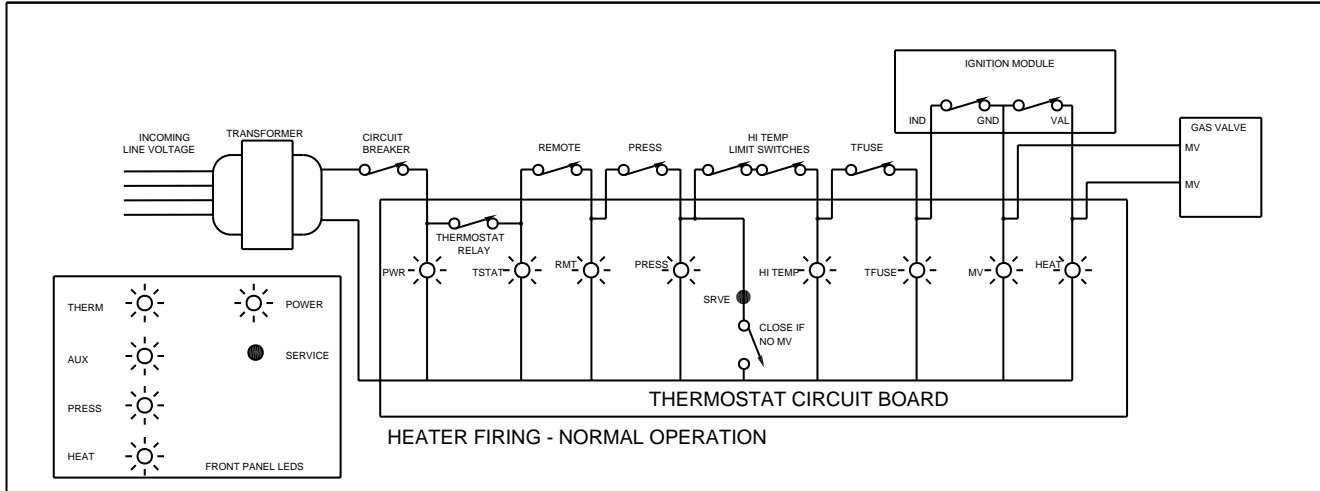 IGNITION MODULE
IND
GND
VAL
GAS VALVE
MV
MV
INCOMING
LINE VOLTAGE
TRANSFORMER
CIRCUIT
BREAKER
REMOTE
PRESS
HI TEMP
LIMIT SWITCHES
TFUSE
THERMOSTAT
RELAY
PWR
TSTAT
RMT
PRESS
HI TEMP
TFUSE
MV
HEAT
SRVE
CLOSE IF
NO MV
THERMOSTAT CIRCUIT BOARD
HEATER FIRING - NORMAL OPERATION
THERM
POWER
AUX
SERVICE
PRESS
HEAT
FRONT PANEL LEDS